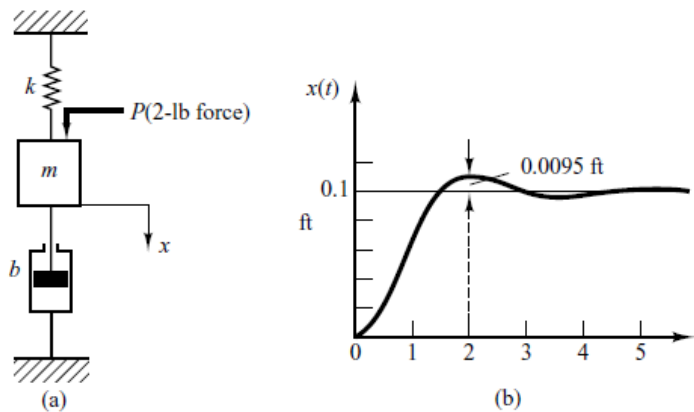 k
P(2-lb force)
m
x
b
(a)
x(t)
0.0095 ft
0.1
ft
0 1 2 3 4 5
(b)